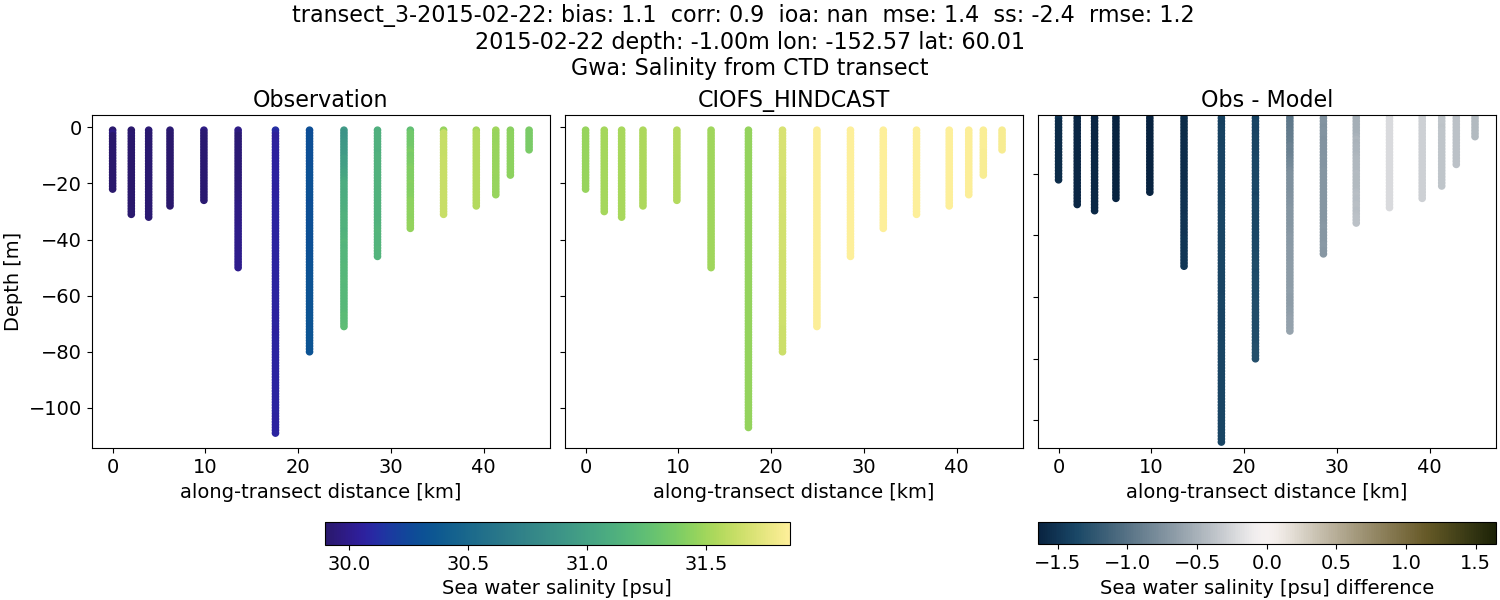 transect_3-2015-02-22: bias: 1.1 corr: 0.9 ioa: nan mse: 1.4 ss: -2.4 rmse: 1.2
2015-02-22 depth: -1.00m lon: -152.57 lat: 60.01
Gwa: Salinity from CTD transect
Observation
CIOFS_HINDCAST
Obs - Model
Depth [m]
0
−20
−40
−60
−80
−100
0 10 20 30 40
0 10 20 30 40
0 10 20 30 40
along-transect distance [km]
along-transect distance [km]
along-transect distance [km]
30.0 30.5 31.0 31.5
Sea water salinity [psu]
−1.5 −1.0 −0.5 0.0 0.5 1.0 1.5
Sea water salinity [psu] difference